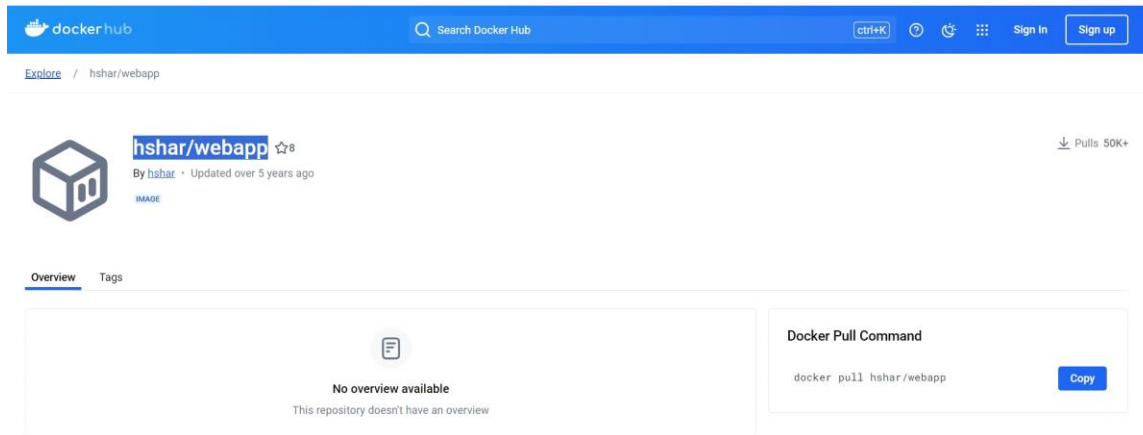 dockerhub Search Docker Hub ctrl+K Sign In Sign up
Explore / hshar/webapp
hshar/webapp 8 Pulls 50K+
By hshar • Updated over 5 years ago
IMAGE
Overview Tags
No overview available
This repository doesn't have an overview
Docker Pull Command
docker pull hshar/webapp Copy